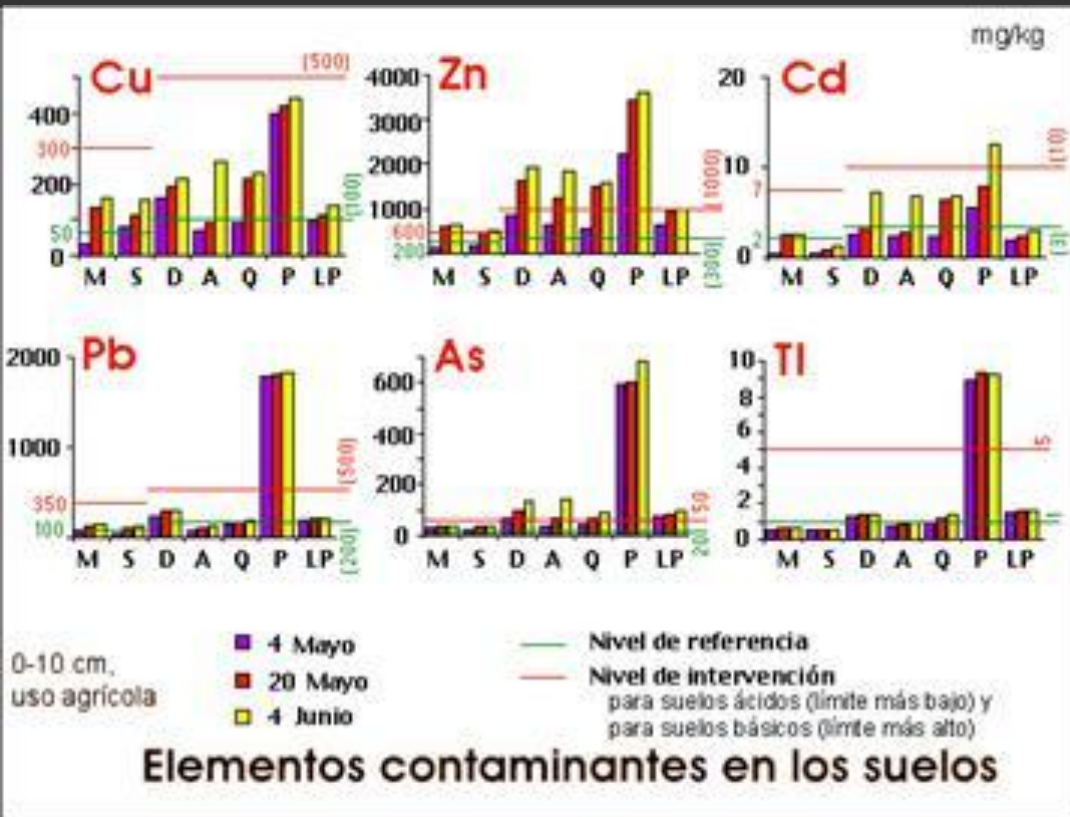 mg/kg
Cu
(500)
400
300
200
(100)
50
0
M S D A Q P LP
Zn
4000
3000
2000
1000
(1000)
600
200
(300)
M S D A Q P LP
Cd
20
10
(10)
7
2
0
(3)
M S D A Q P LP
Pb
2000
1000
(500)
350
100
(200)
M S D A Q P LP
As
600
400
200
0
50
20
M S D A Q P LP
Tl
10
8
6
5
4
2
1
0
M S D A Q P LP
0-10 cm,
uso agrícola
4 Mayo
20 Mayo
4 Junio
Nivel de referencia
Nivel de intervención
para suelos ácidos (límite más bajo) y
para suelos básicos (límte más alto)
Elementos contaminantes en los suelos